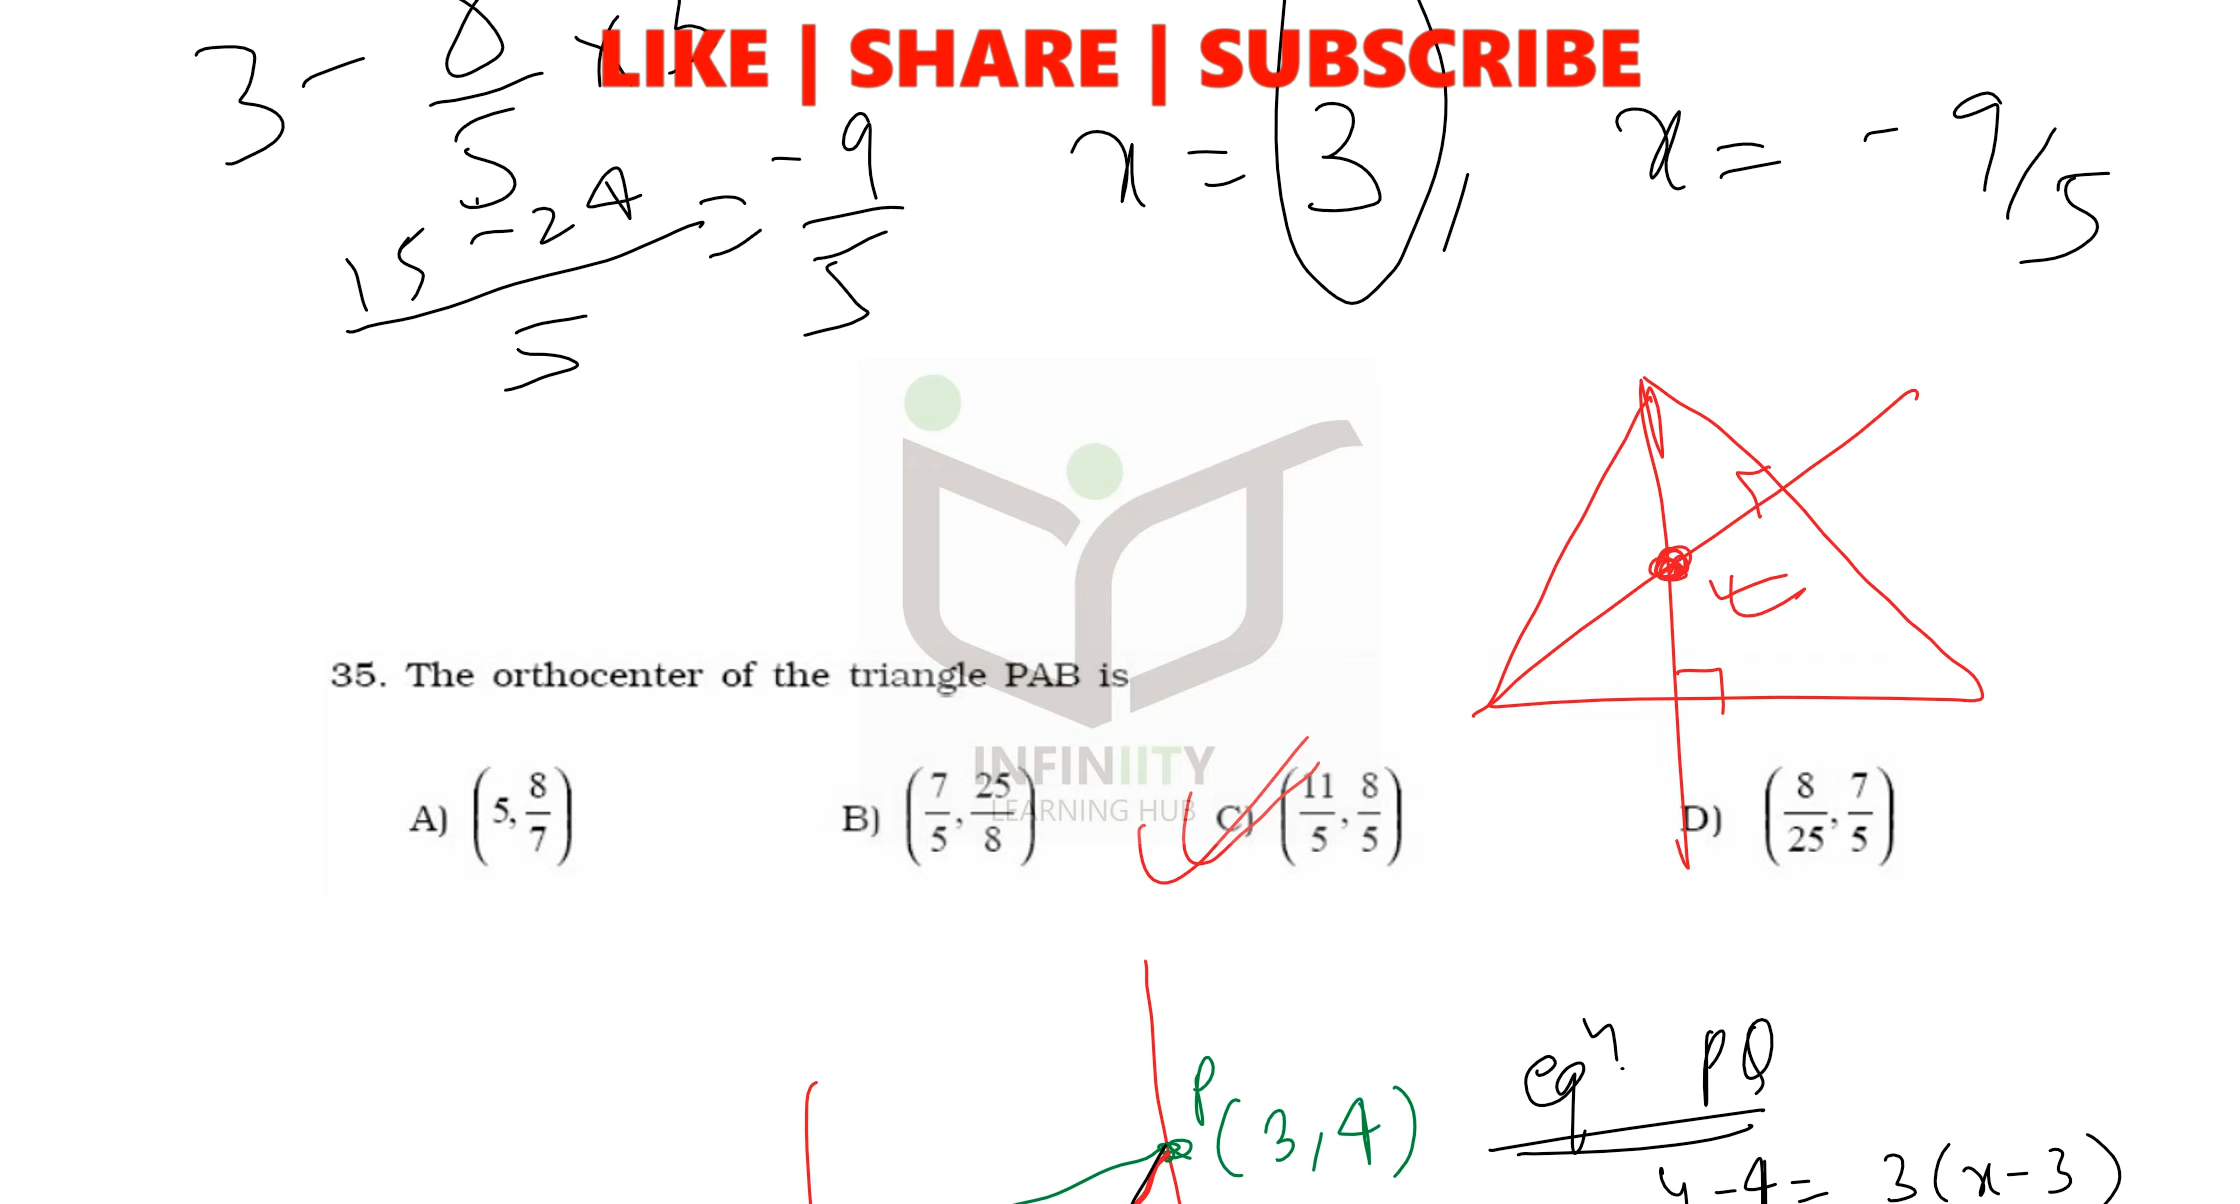 LIKE | SHARE | SUBSCRIBE
3 - 8/5
15 - 24 / 5 = -9/5
x = 3, x = -9/5
35. The orthocenter of the triangle PAB is
INFINIITY
LEARNING HUB
A) (5, 8/7) B) (7/5, 25/8) C) (11/5, 8/5) D) (8/25, 7/5)
P(3,4)
eqn PQ
y-4 = 3(x-3)